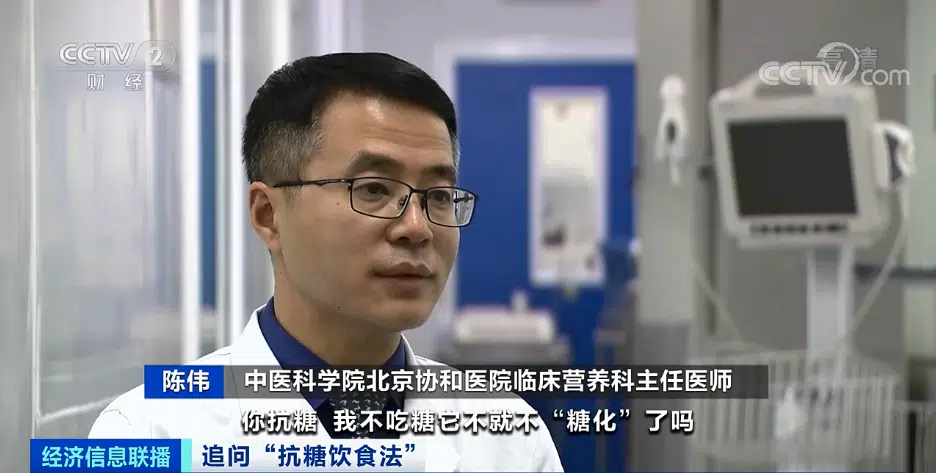 CCTV 2
财经
高清
CCTV.com
陈伟 中医科学院北京协和医院临床营养科主任医师
你抗糖 我不吃糖它不就不“糖化”了吗
经济信息联播 追问“抗糖饮食法”